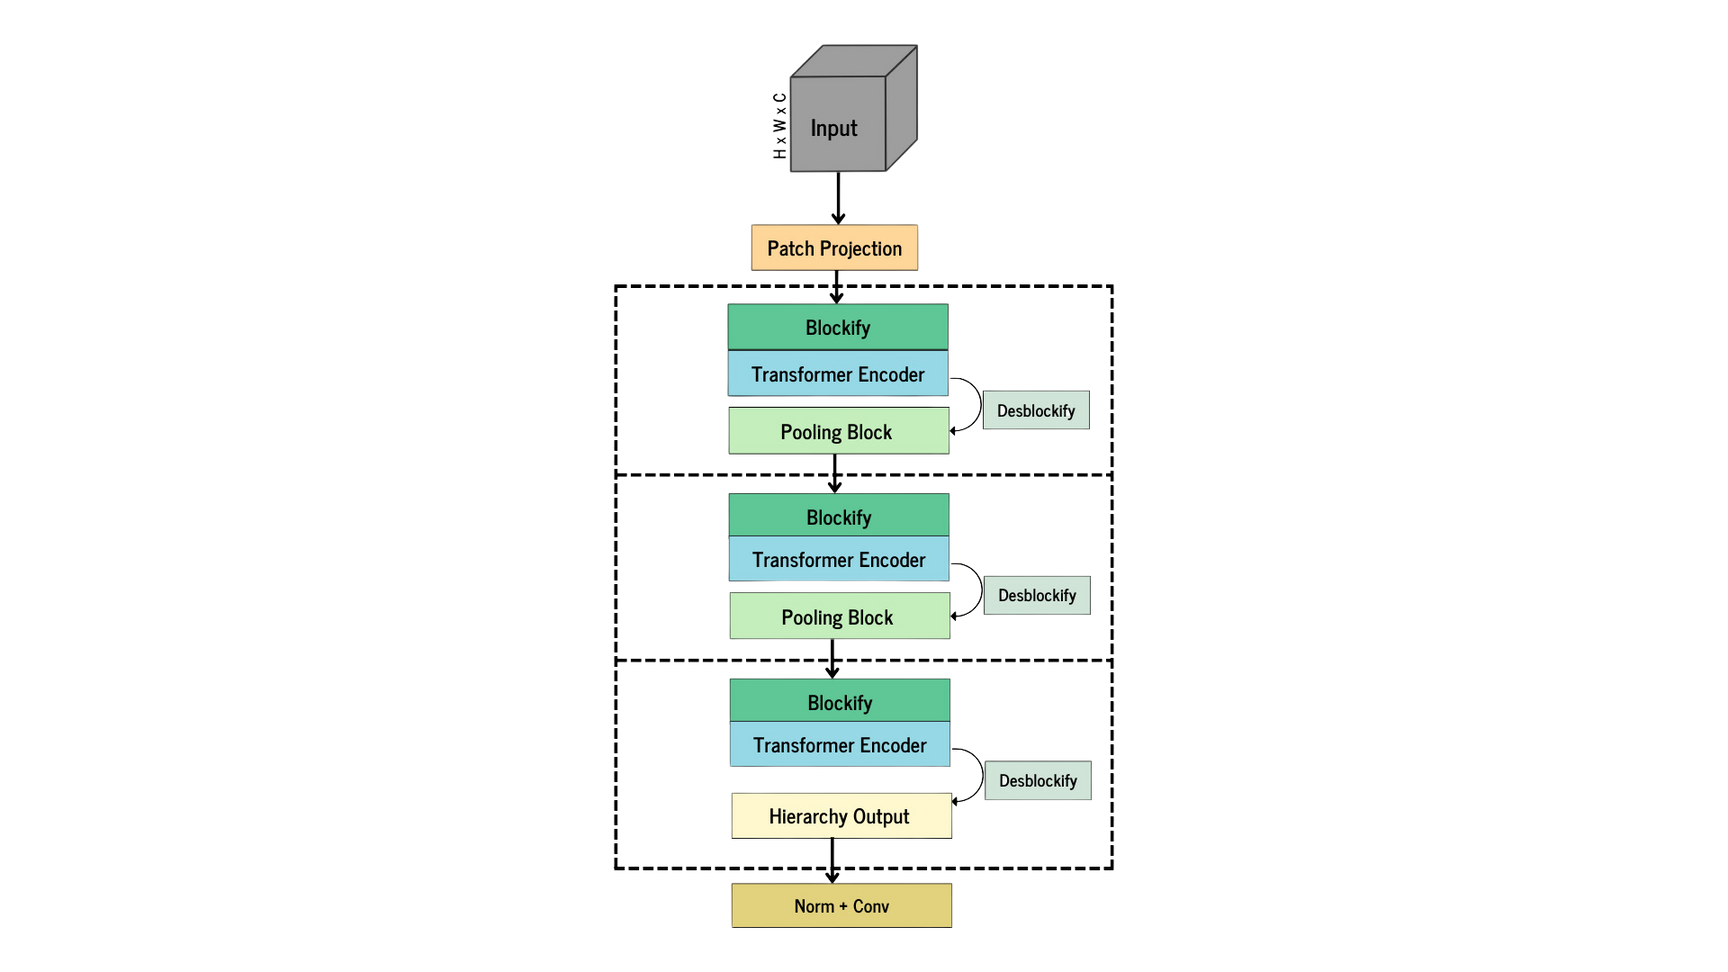 H x W x C
Input
Patch Projection
Blockify
Transformer Encoder
Desblockify
Pooling Block
Blockify
Transformer Encoder
Desblockify
Pooling Block
Blockify
Transformer Encoder
Desblockify
Hierarchy Output
Norm + Conv